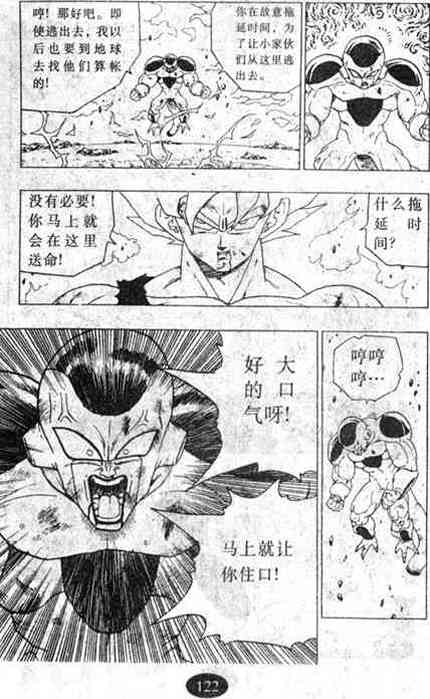 你在故意拖
延时间，为
了让小家伙
们从这里逃
出去。
哼！那好吧。即
使逃出去，我以
后也要到地球
去找他们算帐
的！
什么拖
延时
间？
没有必要！
你马上就
会在这里
送命！
哼哼
哼…
好大
的口
气呀！
马上就让
你住口！
122